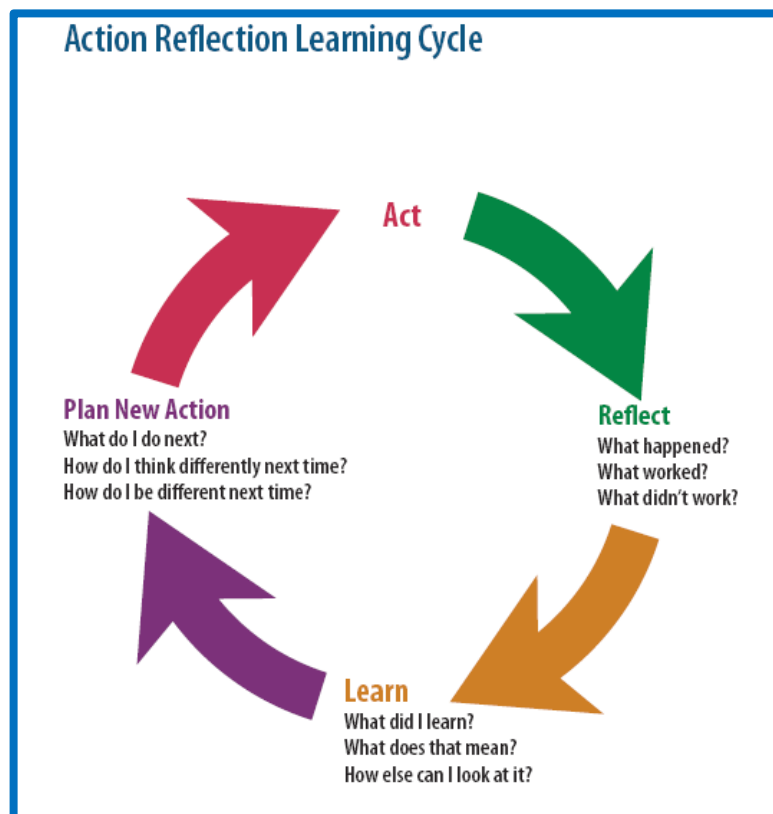 Action Reflection Learning Cycle
Act
Reflect
What happened?
What worked?
What didn't work?
Learn
What did I learn?
What does that mean?
How else can I look at it?
Plan New Action
What do I do next?
How do I think differently next time?
How do I be different next time?